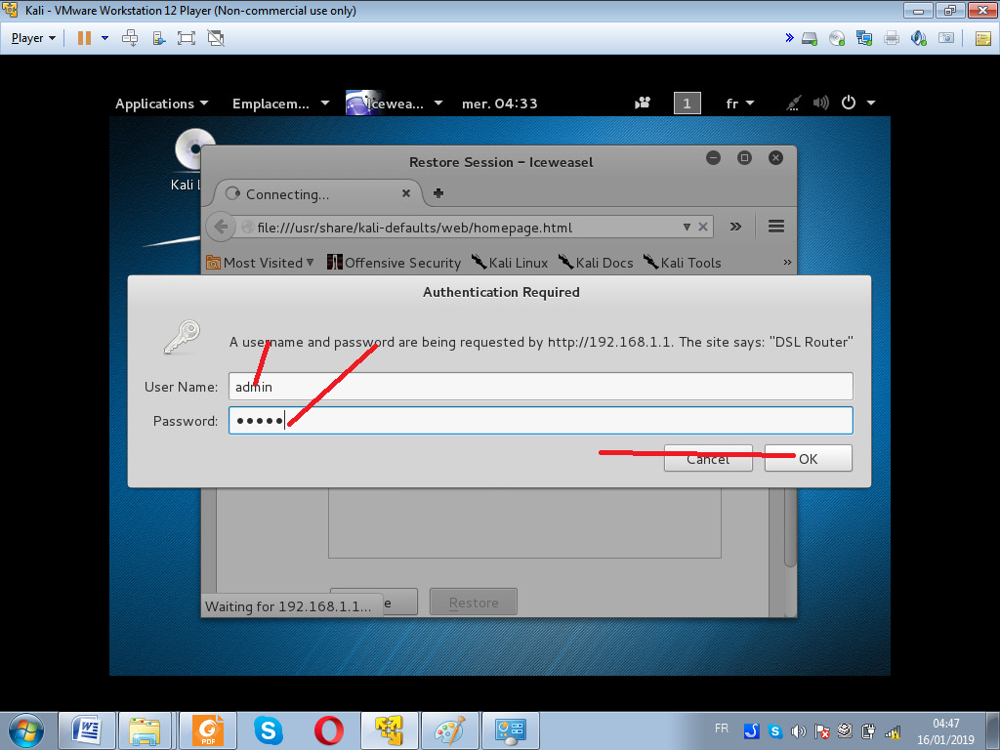 Kali - VMware Workstation 12 Player (Non-commercial use only)
Player
Applications Emplacem... Icewea... mer. 04:33 1 fr
Kali L
Restore Session – Iceweasel
Connecting...
file:///usr/share/kali-defaults/web/homepage.html
Most Visited Offensive Security Kali Linux Kali Docs Kali Tools
Authentication Required
A username and password are being requested by http://192.168.1.1. The site says: "DSL Router"
User Name: admin
Password: •••••
Cancel OK
e Restore
Waiting for 192.168.1.1...
PDF
FR
04:47
16/01/2019